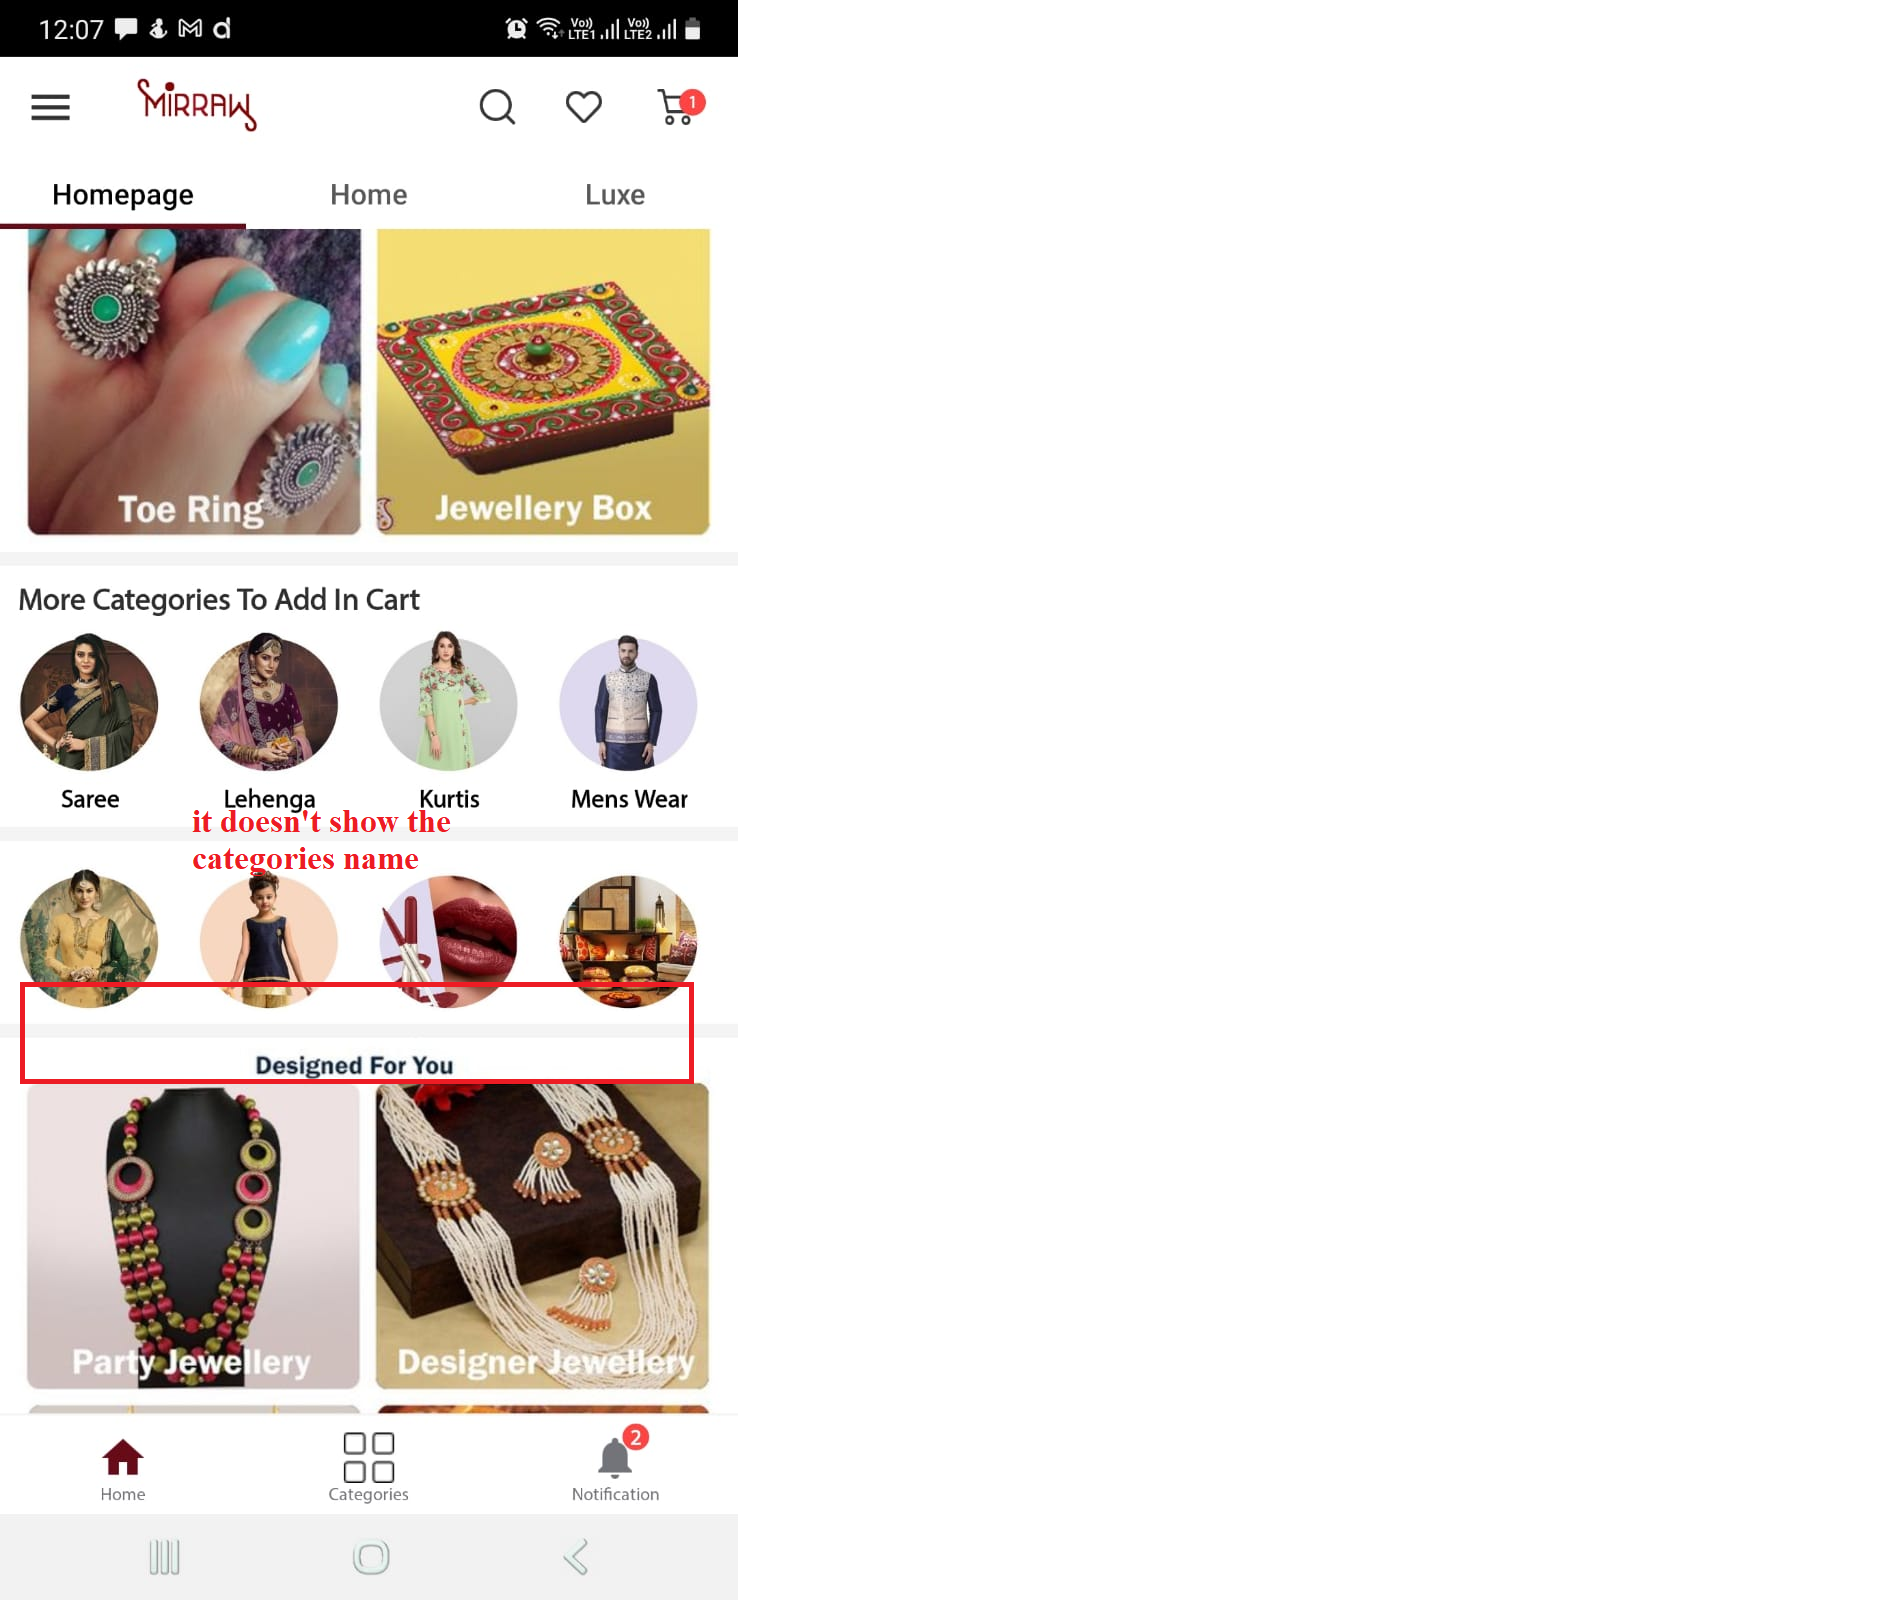 12:07
Vo)) LTE1 Vo)) LTE2
MIRRAW
1
Homepage Home Luxe
Toe Ring Jewellery Box
More Categories To Add In Cart
Saree Lehenga Kurtis Mens Wear
it doesn't show the
categories name
Designed For You
Party Jewellery Designer Jewellery
2
Home Categories Notification